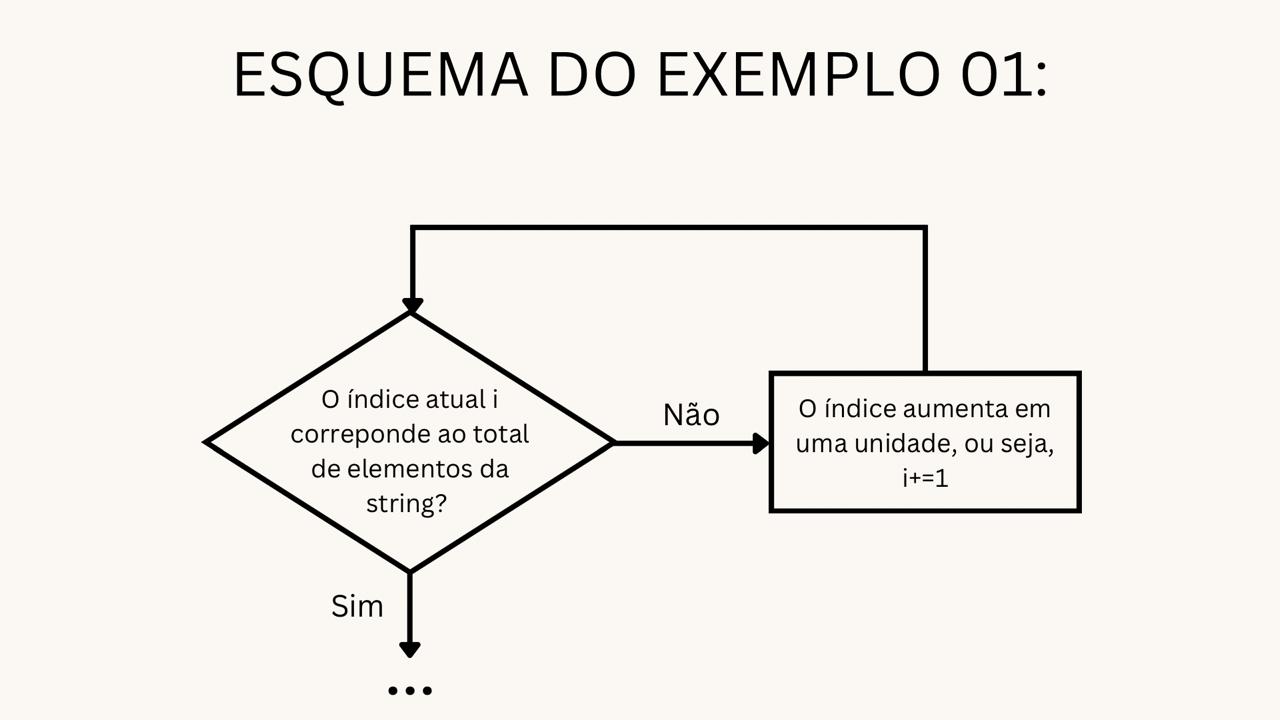 ESQUEMA DO EXEMPLO 01:
O índice atual i
correponde ao total
de elementos da
string?
Não
O índice aumenta em
uma unidade, ou seja,
i+=1
Sim
...